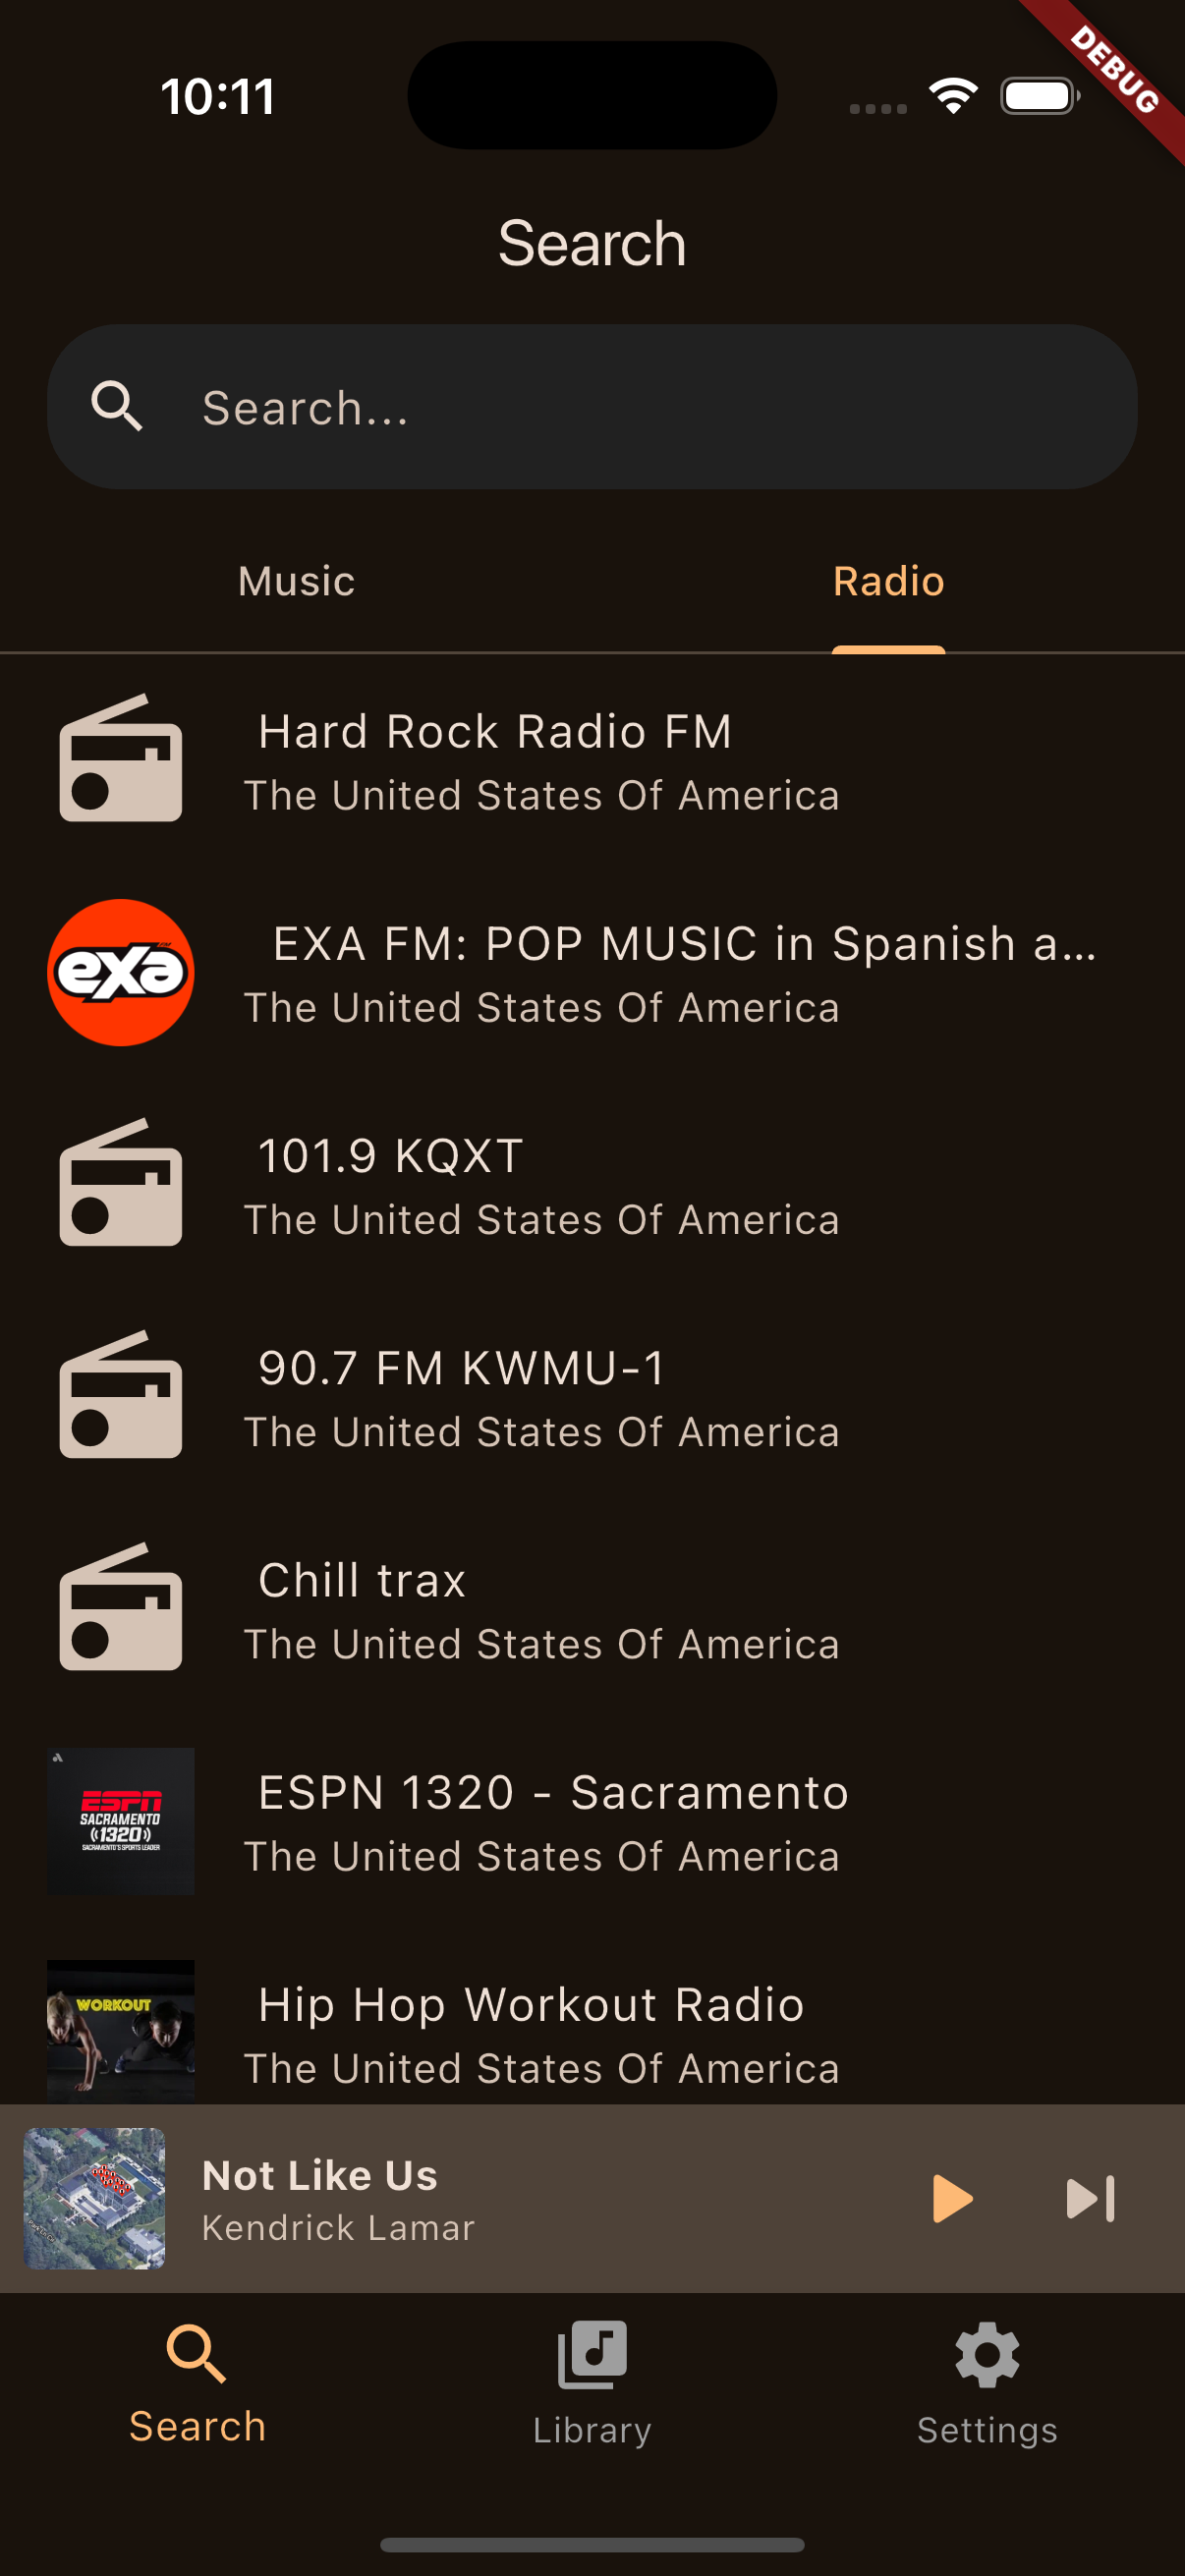 10:11
DEBUG
Search
Search...
Music
Radio
Hard Rock Radio FM
The United States Of America
exa
EXA FM: POP MUSIC in Spanish a...
The United States Of America
101.9 KQXT
The United States Of America
90.7 FM KWMU-1
The United States Of America
Chill trax
The United States Of America
ESPN
SACRAMENTO
1320
SACRAMENTO'S SPORTS LEADER
ESPN 1320 - Sacramento
The United States Of America
WORKOUT
Hip Hop Workout Radio
The United States Of America
Not Like Us
Kendrick Lamar
Search
Library
Settings